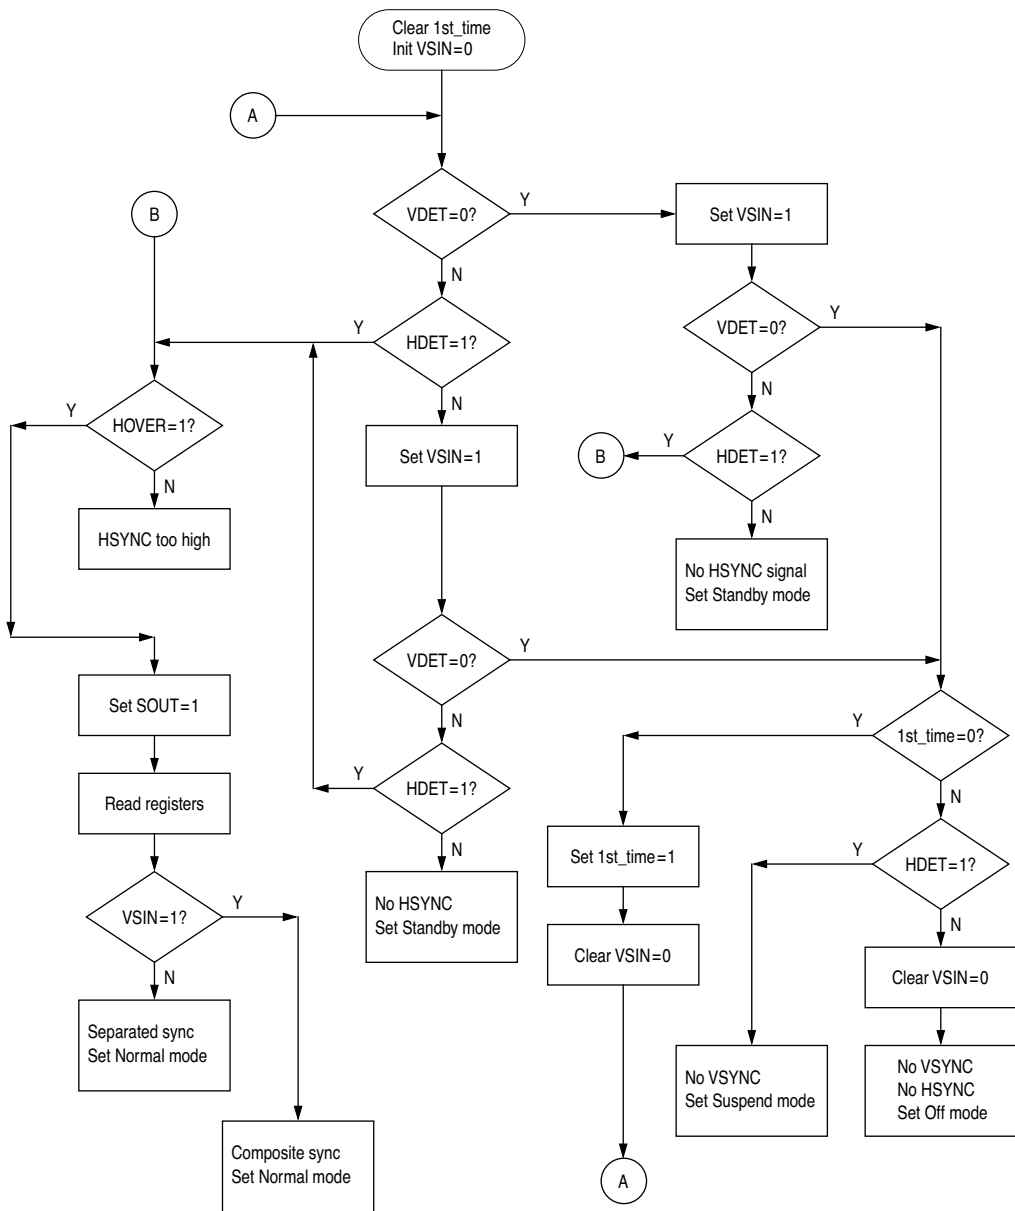 Clear 1st_time
Init VSIN=0
A
VDET=0?
Y
Set VSIN=1
B
N
VDET=0?
Y
Y
HDET=1?
N
N
Y
HOVER=1?
Set VSIN=1
B
Y
HDET=1?
N
N
HSYNC too high
No HSYNC signal
Set Standby mode
VDET=0?
Y
Set SOUT=1
N
Y
1st_time=0?
Y
HDET=1?
N
Read registers
N
Set 1st_time=1
Y
HDET=1?
No HSYNC
Set Standby mode
VSIN=1?
Y
N
Clear VSIN=0
N
Clear VSIN=0
Separated sync
Set Normal mode
No VSYNC
Set Suspend mode
No VSYNC
No HSYNC
Set Off mode
Composite sync
Set Normal mode
A